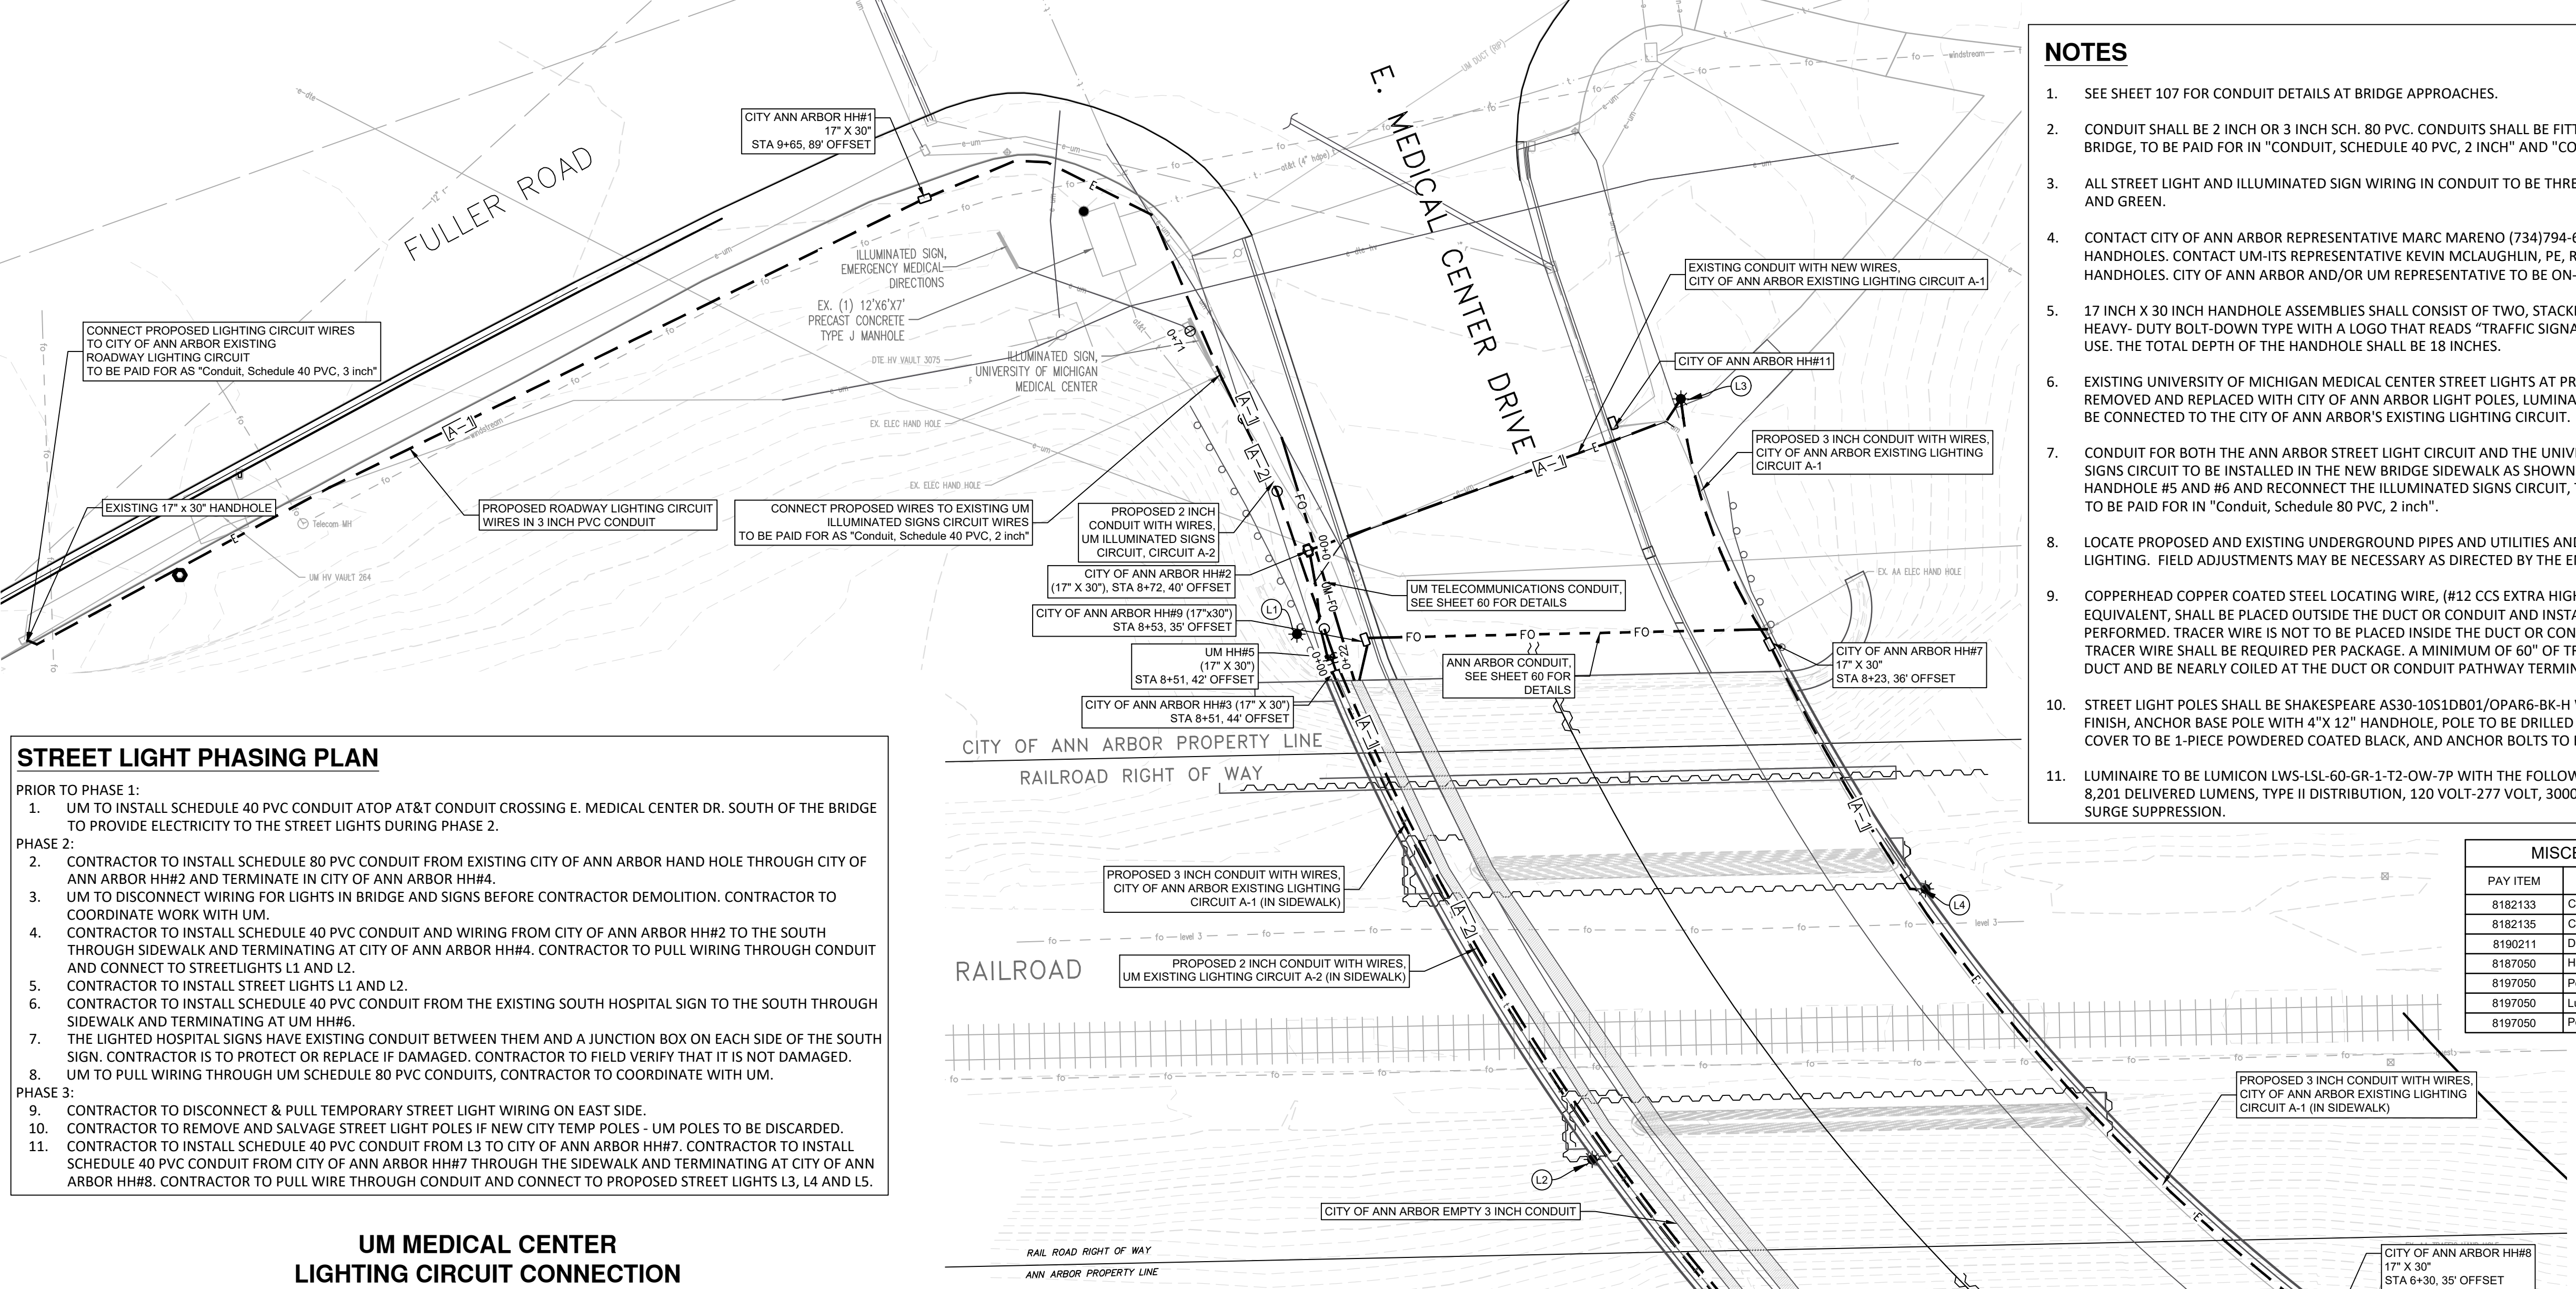 CITY ANN ARBOR HH#1
17" X 30"
STA 9+65, 89' OFFSET
FULLER ROAD
E. MEDICAL CENTER DRIVE
CONNECT PROPOSED LIGHTING CIRCUIT WIRES
TO CITY OF ANN ARBOR EXISTING
ROADWAY LIGHTING CIRCUIT
TO BE PAID FOR AS "Conduit, Schedule 40 PVC, 3 inch"
ILLUMINATED SIGN,
EMERGENCY MEDICAL
DIRECTIONS
EX. (1) 12'X6'X7'
PRECAST CONCRETE
TYPE J MANHOLE
DTE HV VAULT 3075
ILLUMINATED SIGN,
UNIVERSITY OF MICHIGAN
MEDICAL CENTER
EX. ELEC HAND HOLE
EX. ELEC HAND HOLE
EXISTING 17" x 30" HANDHOLE
Telecom MH
UM HV VAULT 264
windstream
UM DUCT (RIP)
at&t (4" hdpe)
windstream
e-dte
e-dte hv
PROPOSED ROADWAY LIGHTING CIRCUIT
WIRES IN 3 INCH PVC CONDUIT
CONNECT PROPOSED WIRES TO EXISTING UM
ILLUMINATED SIGNS CIRCUIT WIRES
TO BE PAID FOR AS "Conduit, Schedule 40 PVC, 2 inch"
PROPOSED 2 INCH
CONDUIT WITH WIRES,
UM ILLUMINATED SIGNS
CIRCUIT, CIRCUIT A-2
CITY OF ANN ARBOR HH#2
(17" X 30"), STA 8+72, 40' OFFSET
CITY OF ANN ARBOR HH#9 (17"x30")
STA 8+53, 35' OFFSET
UM HH#5
(17" X 30")
STA 8+51, 42' OFFSET
CITY OF ANN ARBOR HH#3 (17" X 30")
STA 8+51, 44' OFFSET
0+71
A-1
A-1
A-2
FO
0+00
UM-FO
0+22
0+00
L1
EXISTING CONDUIT WITH NEW WIRES,
CITY OF ANN ARBOR EXISTING LIGHTING CIRCUIT A-1
CITY OF ANN ARBOR HH#11
L3
A-1
PROPOSED 3 INCH CONDUIT WITH WIRES,
CITY OF ANN ARBOR EXISTING LIGHTING
CIRCUIT A-1
EX. AA ELEC HAND HOLE
UM TELECOMMUNICATIONS CONDUIT,
SEE SHEET 60 FOR DETAILS
FO FO FO
ANN ARBOR CONDUIT,
SEE SHEET 60 FOR
DETAILS
CITY OF ANN ARBOR HH#7
17" X 30"
STA 8+23, 36' OFFSET
CITY OF ANN ARBOR PROPERTY LINE
RAILROAD RIGHT OF WAY
A-1
A-1
PROPOSED 3 INCH CONDUIT WITH WIRES,
CITY OF ANN ARBOR EXISTING LIGHTING
CIRCUIT A-1 (IN SIDEWALK)
A-2
L4
fo level 3
level 3
RAILROAD
PROPOSED 2 INCH CONDUIT WITH WIRES,
UM EXISTING LIGHTING CIRCUIT A-2 (IN SIDEWALK)
PROPOSED 3 INCH CONDUIT WITH WIRES,
CITY OF ANN ARBOR EXISTING LIGHTING
CIRCUIT A-1 (IN SIDEWALK)
L2
CITY OF ANN ARBOR EMPTY 3 INCH CONDUIT
RAIL ROAD RIGHT OF WAY
ANN ARBOR PROPERTY LINE
CITY OF ANN ARBOR HH#8
17" X 30"
STA 6+30, 35' OFFSET
STREET LIGHT PHASING PLAN
PRIOR TO PHASE 1:
1. UM TO INSTALL SCHEDULE 40 PVC CONDUIT ATOP AT&T CONDUIT CROSSING E. MEDICAL CENTER DR. SOUTH OF THE BRIDGE
TO PROVIDE ELECTRICITY TO THE STREET LIGHTS DURING PHASE 2.
PHASE 2:
2. CONTRACTOR TO INSTALL SCHEDULE 80 PVC CONDUIT FROM EXISTING CITY OF ANN ARBOR HAND HOLE THROUGH CITY OF
ANN ARBOR HH#2 AND TERMINATE IN CITY OF ANN ARBOR HH#4.
3. UM TO DISCONNECT WIRING FOR LIGHTS IN BRIDGE AND SIGNS BEFORE CONTRACTOR DEMOLITION. CONTRACTOR TO
COORDINATE WORK WITH UM.
4. CONTRACTOR TO INSTALL SCHEDULE 40 PVC CONDUIT AND WIRING FROM CITY OF ANN ARBOR HH#2 TO THE SOUTH
THROUGH SIDEWALK AND TERMINATING AT CITY OF ANN ARBOR HH#4. CONTRACTOR TO PULL WIRING THROUGH CONDUIT
AND CONNECT TO STREETLIGHTS L1 AND L2.
5. CONTRACTOR TO INSTALL STREET LIGHTS L1 AND L2.
6. CONTRACTOR TO INSTALL SCHEDULE 40 PVC CONDUIT FROM THE EXISTING SOUTH HOSPITAL SIGN TO THE SOUTH THROUGH
SIDEWALK AND TERMINATING AT UM HH#6.
7. THE LIGHTED HOSPITAL SIGNS HAVE EXISTING CONDUIT BETWEEN THEM AND A JUNCTION BOX ON EACH SIDE OF THE SOUTH
SIGN. CONTRACTOR IS TO PROTECT OR REPLACE IF DAMAGED. CONTRACTOR TO FIELD VERIFY THAT IT IS NOT DAMAGED.
8. UM TO PULL WIRING THROUGH UM SCHEDULE 80 PVC CONDUITS, CONTRACTOR TO COORDINATE WITH UM.
PHASE 3:
9. CONTRACTOR TO DISCONNECT & PULL TEMPORARY STREET LIGHT WIRING ON EAST SIDE.
10. CONTRACTOR TO REMOVE AND SALVAGE STREET LIGHT POLES IF NEW CITY TEMP POLES - UM POLES TO BE DISCARDED.
11. CONTRACTOR TO INSTALL SCHEDULE 40 PVC CONDUIT FROM L3 TO CITY OF ANN ARBOR HH#7. CONTRACTOR TO INSTALL
SCHEDULE 40 PVC CONDUIT FROM CITY OF ANN ARBOR HH#7 THROUGH THE SIDEWALK AND TERMINATING AT CITY OF ANN
ARBOR HH#8. CONTRACTOR TO PULL WIRE THROUGH CONDUIT AND CONNECT TO PROPOSED STREET LIGHTS L3, L4 AND L5.
UM MEDICAL CENTER
LIGHTING CIRCUIT CONNECTION
NOTES
1. SEE SHEET 107 FOR CONDUIT DETAILS AT BRIDGE APPROACHES.
2. CONDUIT SHALL BE 2 INCH OR 3 INCH SCH. 80 PVC. CONDUITS SHALL BE FITT
BRIDGE, TO BE PAID FOR IN "CONDUIT, SCHEDULE 40 PVC, 2 INCH" AND "CO
3. ALL STREET LIGHT AND ILLUMINATED SIGN WIRING IN CONDUIT TO BE THRE
AND GREEN.
4. CONTACT CITY OF ANN ARBOR REPRESENTATIVE MARC MARENO (734)794-6
HANDHOLES. CONTACT UM-ITS REPRESENTATIVE KEVIN MCLAUGHLIN, PE, R
HANDHOLES. CITY OF ANN ARBOR AND/OR UM REPRESENTATIVE TO BE ON-
5. 17 INCH X 30 INCH HANDHOLE ASSEMBLIES SHALL CONSIST OF TWO, STACK
HEAVY- DUTY BOLT-DOWN TYPE WITH A LOGO THAT READS “TRAFFIC SIGNA
USE. THE TOTAL DEPTH OF THE HANDHOLE SHALL BE 18 INCHES.
6. EXISTING UNIVERSITY OF MICHIGAN MEDICAL CENTER STREET LIGHTS AT PR
REMOVED AND REPLACED WITH CITY OF ANN ARBOR LIGHT POLES, LUMINA
BE CONNECTED TO THE CITY OF ANN ARBOR'S EXISTING LIGHTING CIRCUIT.
7. CONDUIT FOR BOTH THE ANN ARBOR STREET LIGHT CIRCUIT AND THE UNIV
SIGNS CIRCUIT TO BE INSTALLED IN THE NEW BRIDGE SIDEWALK AS SHOWN
HANDHOLE #5 AND #6 AND RECONNECT THE ILLUMINATED SIGNS CIRCUIT,
TO BE PAID FOR IN "Conduit, Schedule 80 PVC, 2 inch".
8. LOCATE PROPOSED AND EXISTING UNDERGROUND PIPES AND UTILITIES AND
LIGHTING. FIELD ADJUSTMENTS MAY BE NECESSARY AS DIRECTED BY THE E
9. COPPERHEAD COPPER COATED STEEL LOCATING WIRE, (#12 CCS EXTRA HIGH
EQUIVALENT, SHALL BE PLACED OUTSIDE THE DUCT OR CONDUIT AND INSTA
PERFORMED. TRACER WIRE IS NOT TO BE PLACED INSIDE THE DUCT OR CON
TRACER WIRE SHALL BE REQUIRED PER PACKAGE. A MINIMUM OF 60" OF TR
DUCT AND BE NEARLY COILED AT THE DUCT OR CONDUIT PATHWAY TERMIN
10. STREET LIGHT POLES SHALL BE SHAKESPEARE AS30-10S1DB01/OPAR6-BK-H
FINISH, ANCHOR BASE POLE WITH 4"X 12" HANDHOLE, POLE TO BE DRILLED
COVER TO BE 1-PIECE POWDERED COATED BLACK, AND ANCHOR BOLTS TO
11. LUMINAIRE TO BE LUMICON LWS-LSL-60-GR-1-T2-OW-7P WITH THE FOLLOW
8,201 DELIVERED LUMENS, TYPE II DISTRIBUTION, 120 VOLT-277 VOLT, 3000
SURGE SUPPRESSION.
MISCE
PAY ITEM
8182133 C
8182135 C
8190211 D
8187050 H
8197050 P
8197050 Lu
8197050 P